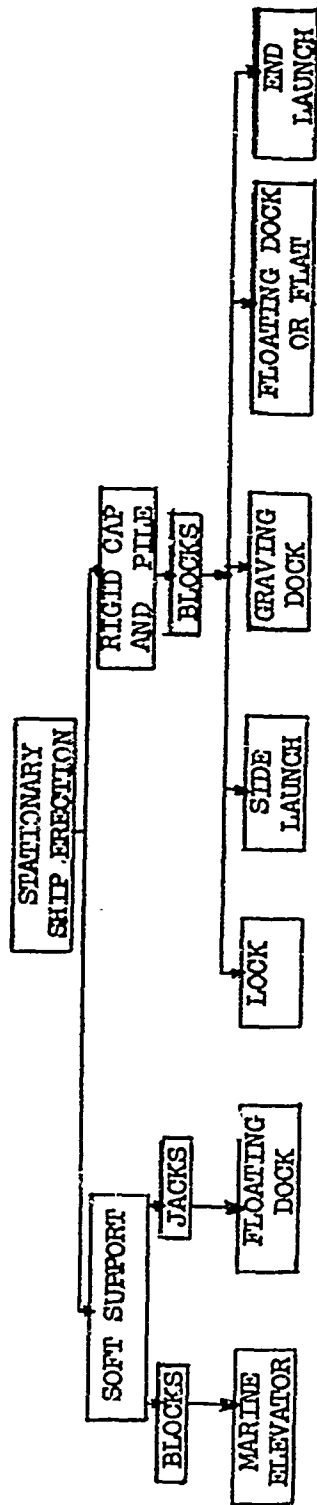 STATIONARY
SHIP ERECTION
SOFT SUPPORT
RIGID CAP
AND PILE
BLOCKS
JACKS
BLOCKS
MARINE
ELEVATOR
FLOATING
DOCK
LOCK
SIDE
LAUNCH
GRAVING
DOCK
FLOATING DOCK
OR FLAT
END
LAUNCH